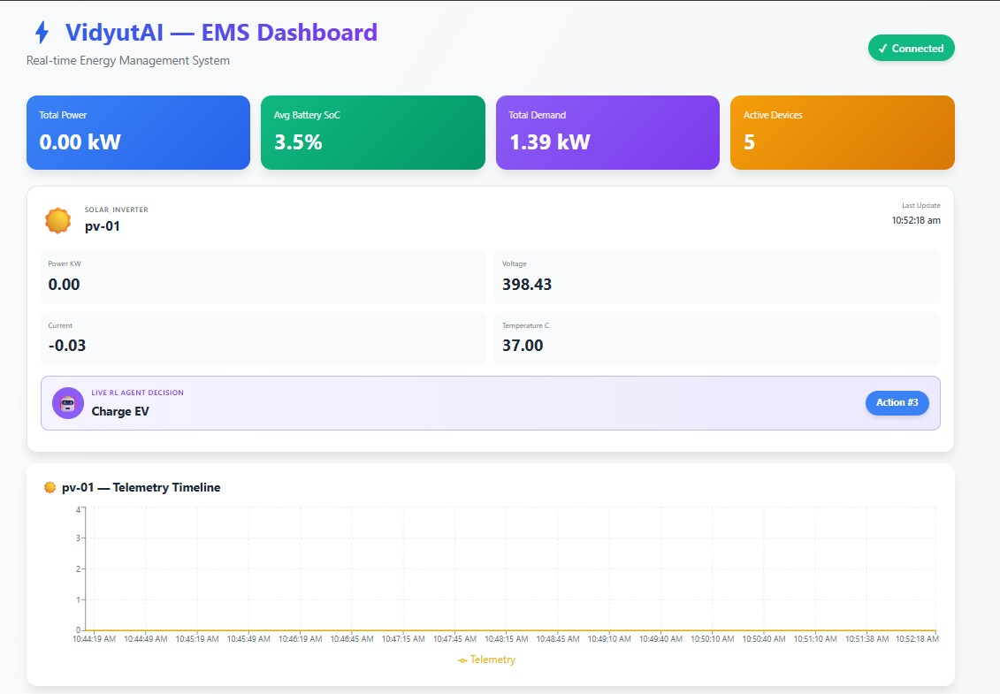 VidyutAI — EMS Dashboard
Real-time Energy Management System
✓ Connected
Total Power
0.00 kW
Avg Battery SoC
3.5%
Total Demand
1.39 kW
Active Devices
5
SOLAR_INVERTER
pv-01
Last Update
10:52:18 am
Power KW
0.00
Voltage
398.43
Current
-0.03
Temperature C
37.00
LIVE RL AGENT DECISION
Charge EV
Action #3
pv-01 — Telemetry Timeline
4
3
2
1
0
10:44:19 AM 10:44:49 AM 10:45:19 AM 10:45:49 AM 10:46:19 AM 10:46:45 AM 10:47:15 AM 10:47:45 AM 10:48:15 AM 10:48:45 AM 10:49:10 AM 10:49:40 AM 10:50:10 AM 10:50:40 AM 10:51:10 AM 10:51:38 AM 10:52:18 AM
Telemetry